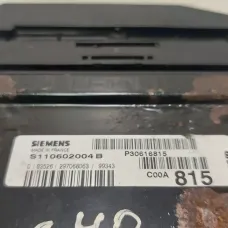 SIEMENS
MADE IN FRANCE
S110602004 B P30616815
C00A 815